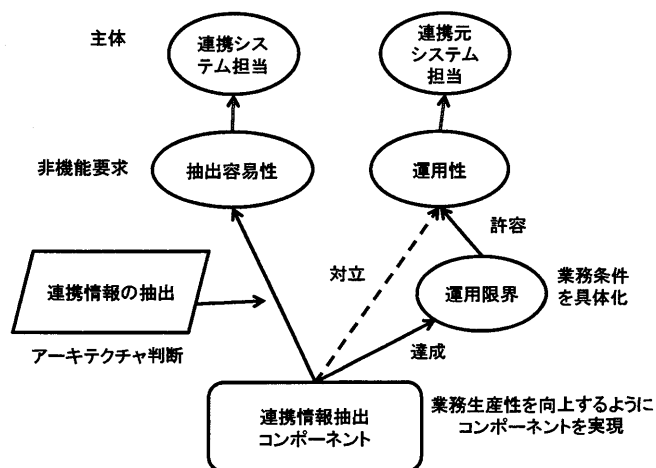 主体
連携シス
テム担当
連携元
システム
担当
非機能要求
抽出容易性
運用性
許容
連携情報の抽出
対立
運用限界
業務条件
を具体化
アーキテクチャ判断
達成
連携情報抽出
コンポーネント
業務生産性を向上するように
コンポーネントを実現